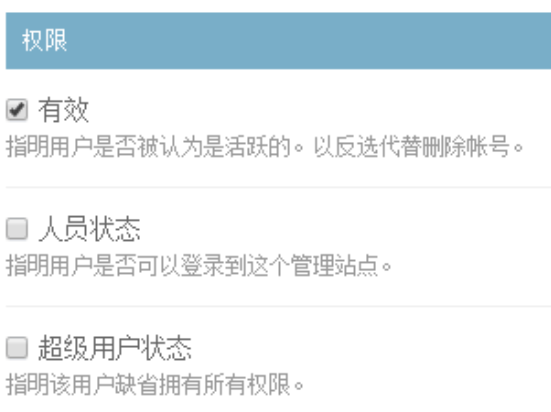 权限
有效
指明用户是否被认为是活跃的。以反选代替删除帐号。
人员状态
指明用户是否可以登录到这个管理站点。
超级用户状态
指明该用户缺省拥有所有权限。